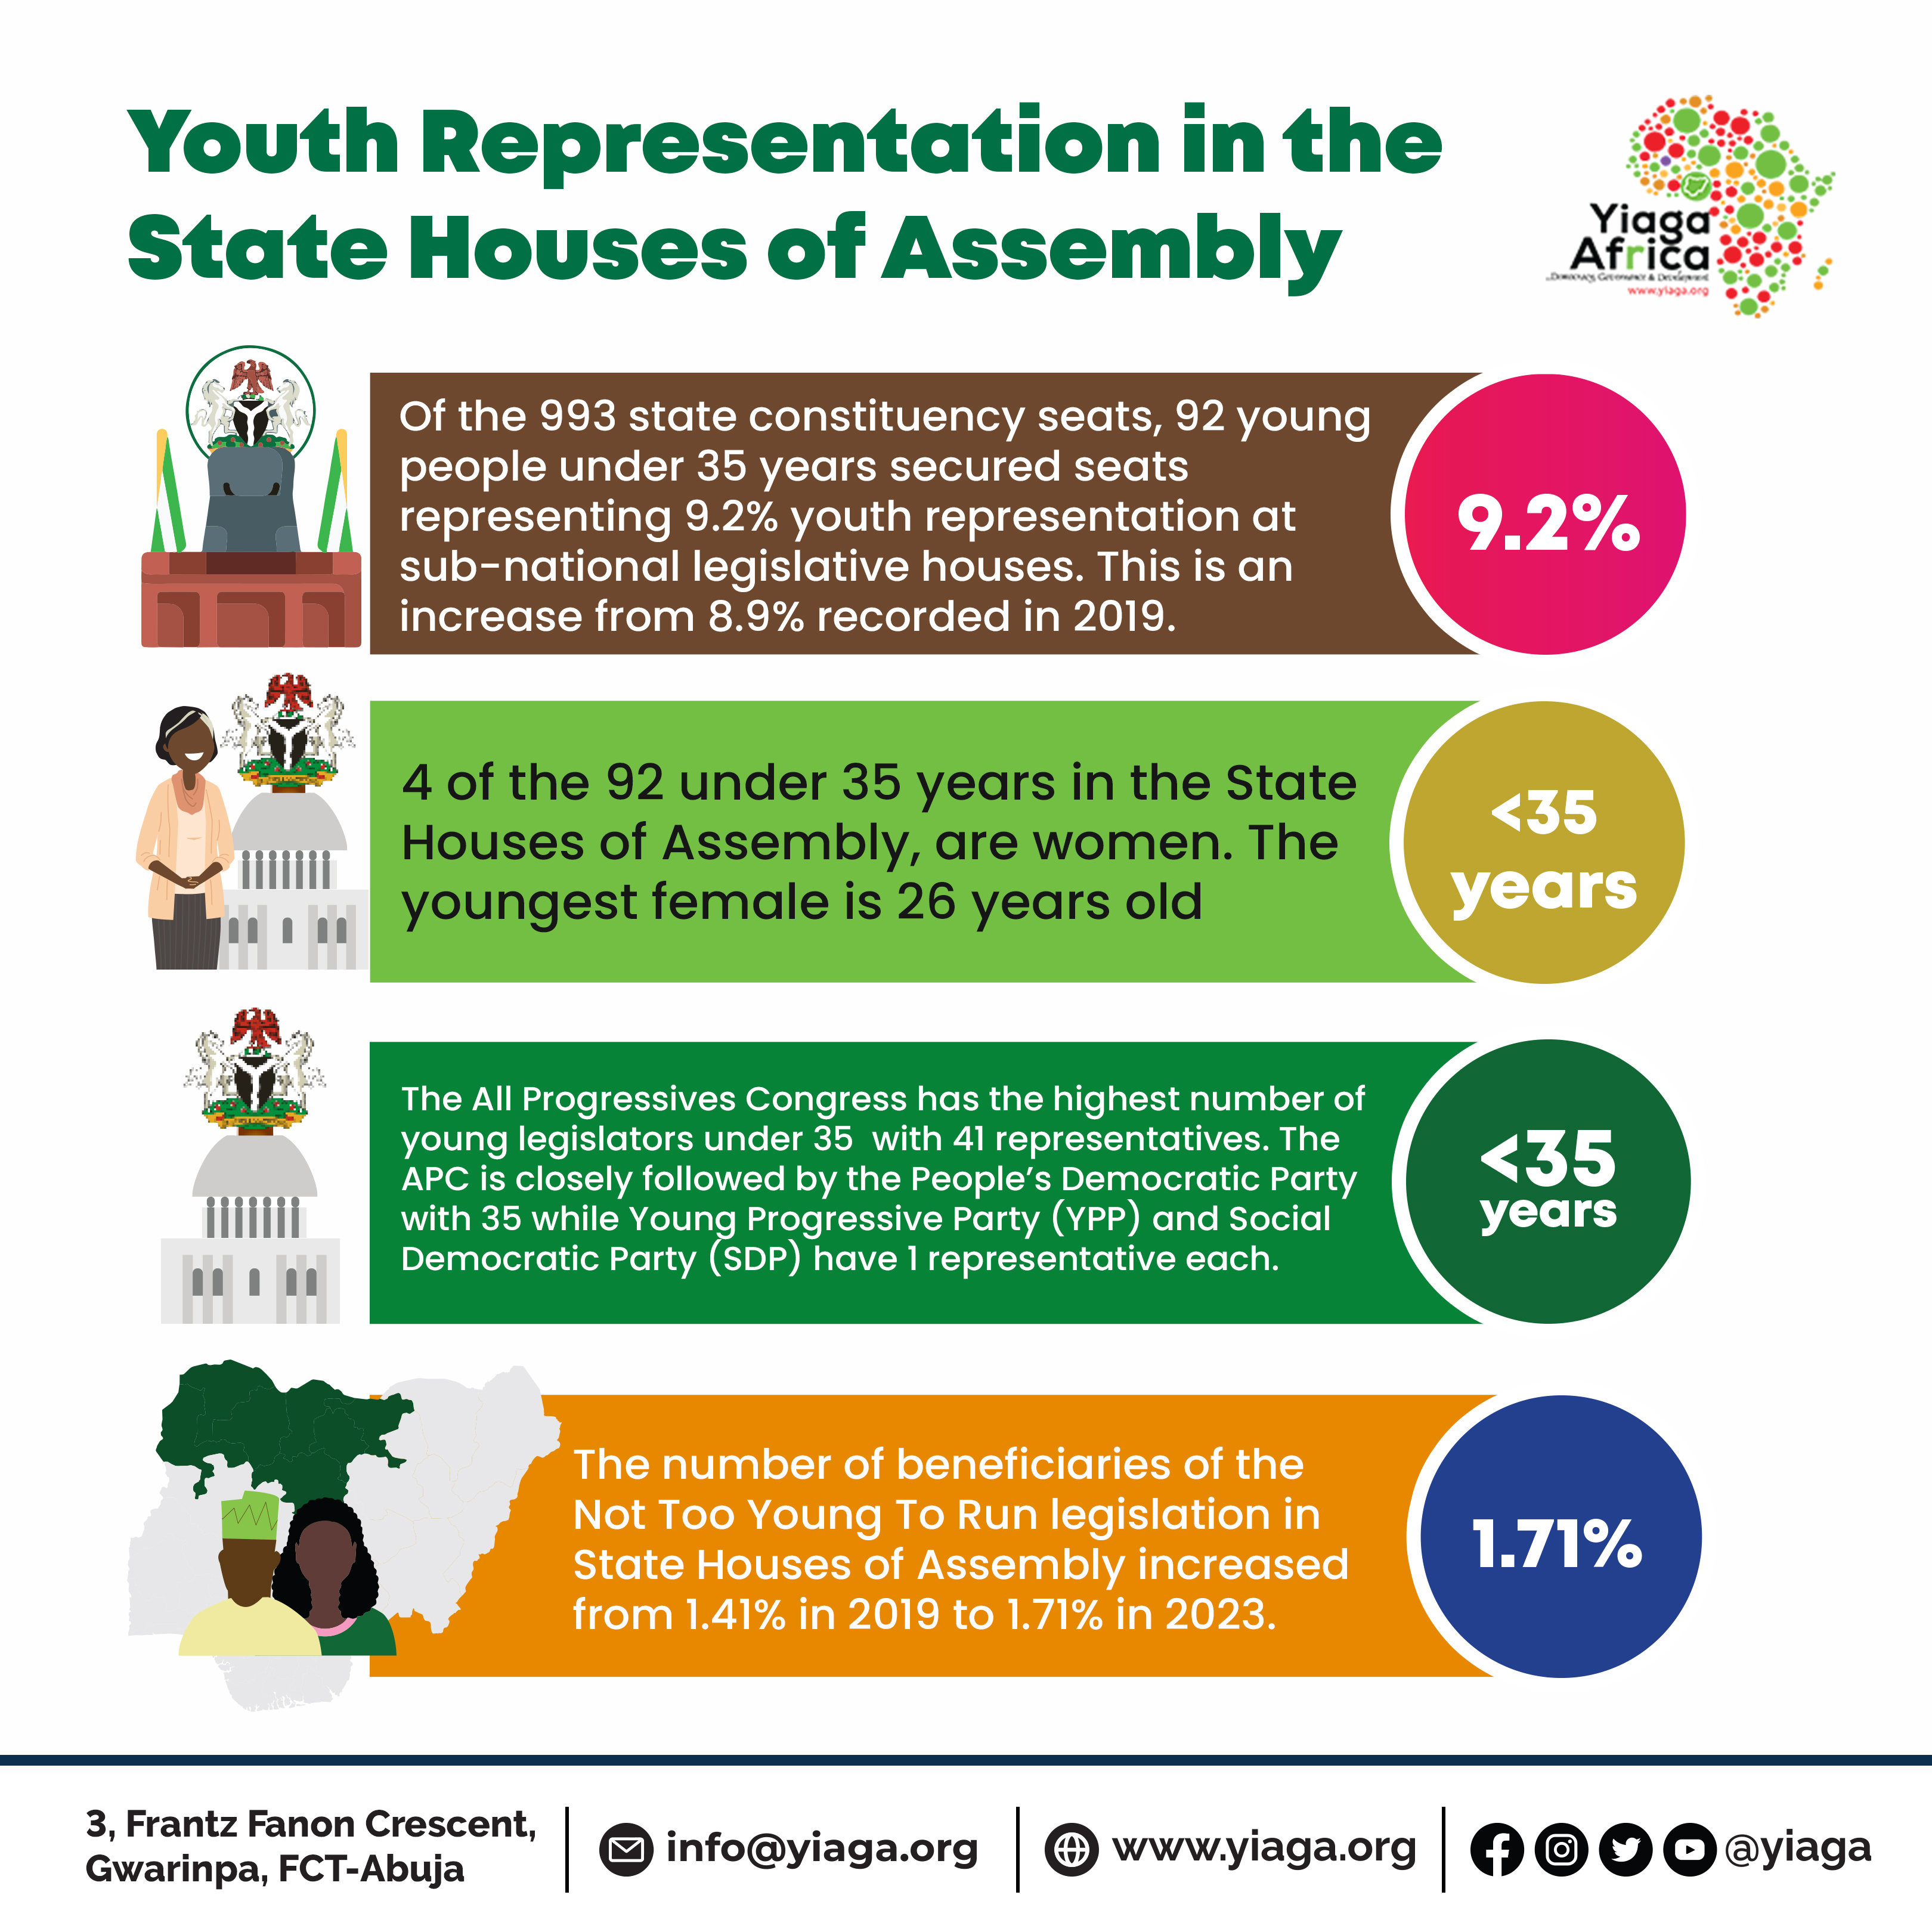 Youth Representation in the
State Houses of Assembly
Yiaga
Africa
...Democracy, Governance & Development
www.yiaga.org
Of the 993 state constituency seats, 92 young
people under 35 years secured seats
representing 9.2% youth representation at
sub-national legislative houses. This is an
increase from 8.9% recorded in 2019.
9.2%
4 of the 92 under 35 years in the State
Houses of Assembly, are women. The
youngest female is 26 years old
<35
years
The All Progressives Congress has the highest number of
young legislators under 35 with 41 representatives. The
APC is closely followed by the People's Democratic Party
with 35 while Young Progressive Party (YPP) and Social
Democratic Party (SDP) have 1 representative each.
<35
years
The number of beneficiaries of the
Not Too Young To Run legislation in
State Houses of Assembly increased
from 1.41% in 2019 to 1.71% in 2023.
1.71%
3, Frantz Fanon Crescent,
Gwarinpa, FCT-Abuja
info@yiaga.org
www.yiaga.org
@yiaga